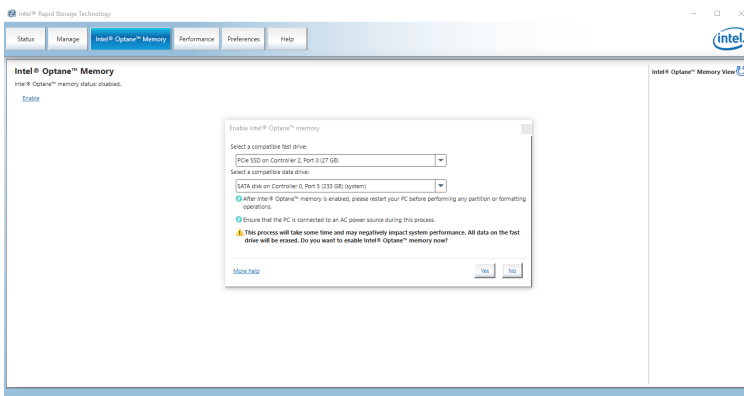 Intel® Rapid Storage Technology
Status
Manage
Intel® Optane™ Memory
Performance
Preferences
Help
intel.
Intel® Optane™ Memory
Intel® Optane™ memory status: disabled.
Enable
Intel® Optane™ Memory View
Enable Intel® Optane™ memory
Select a compatible fast drive:
PCIe SSD on Controller 2, Port 0 (27 GB)
Select a compatible data drive:
SATA disk on Controller 0, Port 5 (233 GB) (system)
After Intel® Optane™ memory is enabled, please restart your PC before performing any partition or formatting
operations.
Ensure that the PC is connected to an AC power source during this process.
This process will take some time and may negatively impact system performance. All data on the fast
drive will be erased. Do you want to enable Intel® Optane™ memory now?
More help
Yes
No